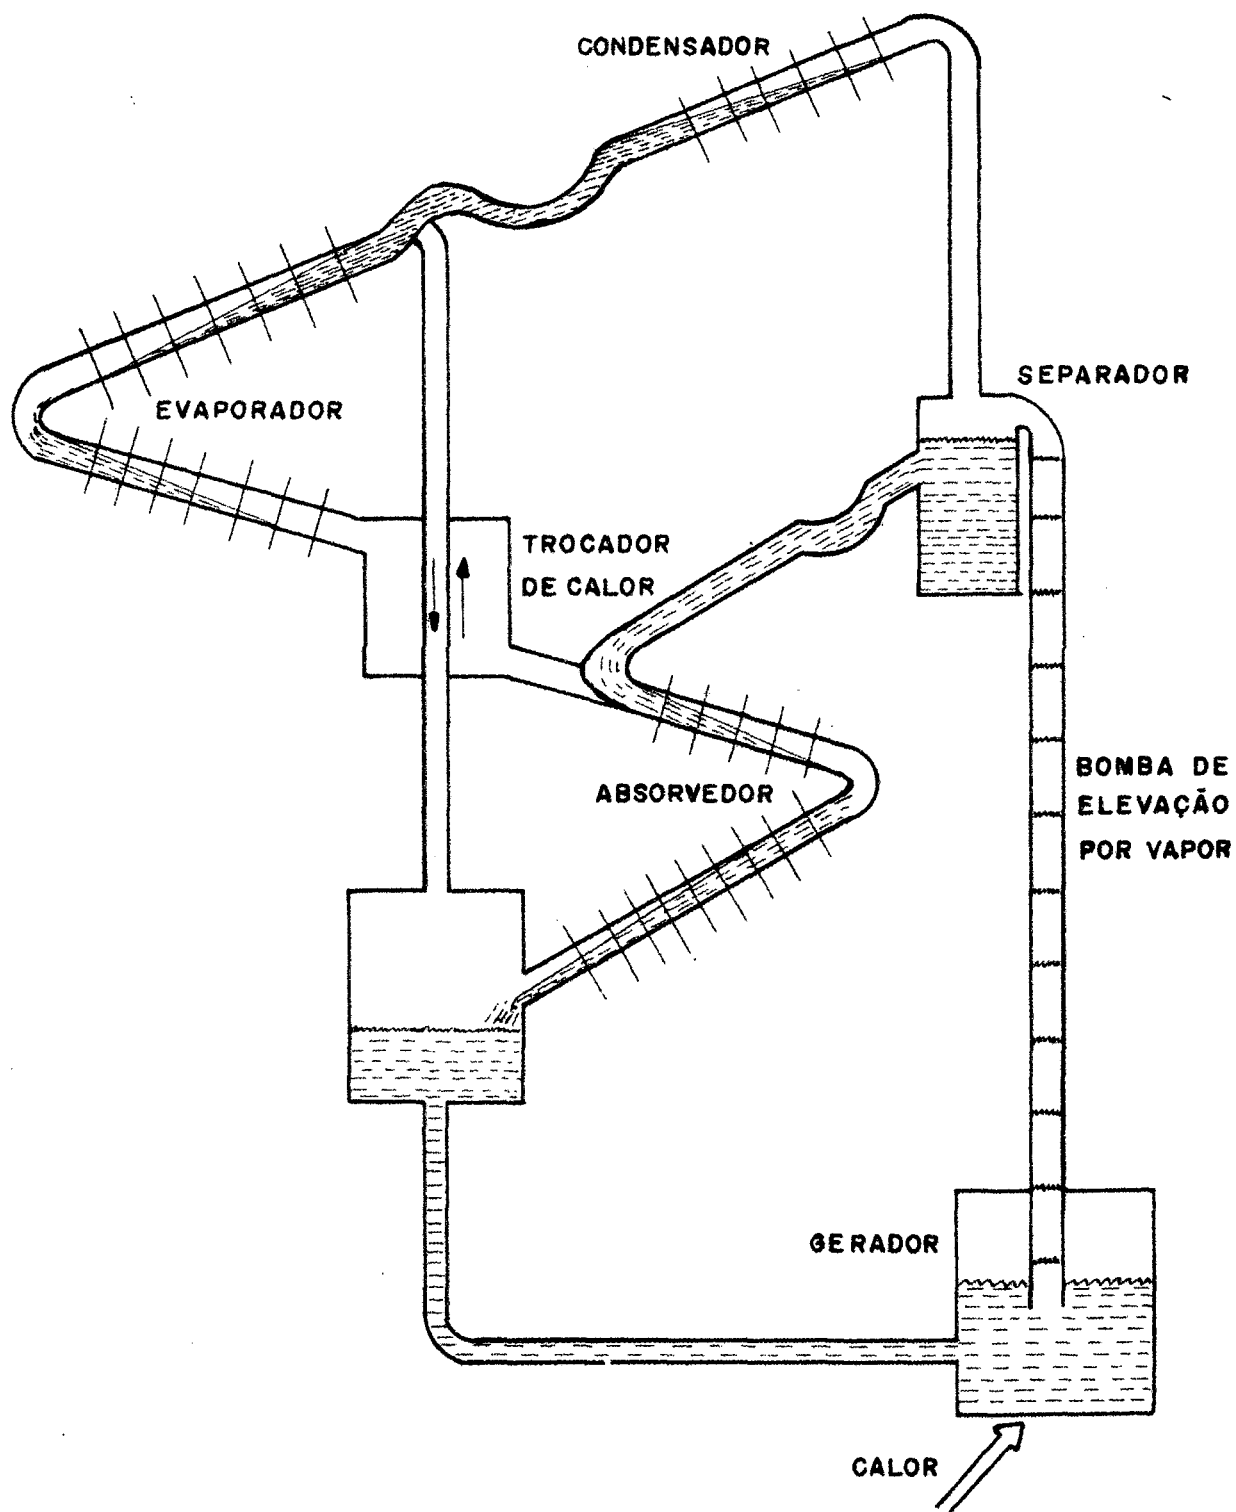 CONDENSADOR
SEPARADOR
EVAPORADOR
TROCADOR
DE CALOR
BOMBA DE
ELEVAÇÃO
POR VAPOR
ABSORVEDOR
GERADOR
CALOR